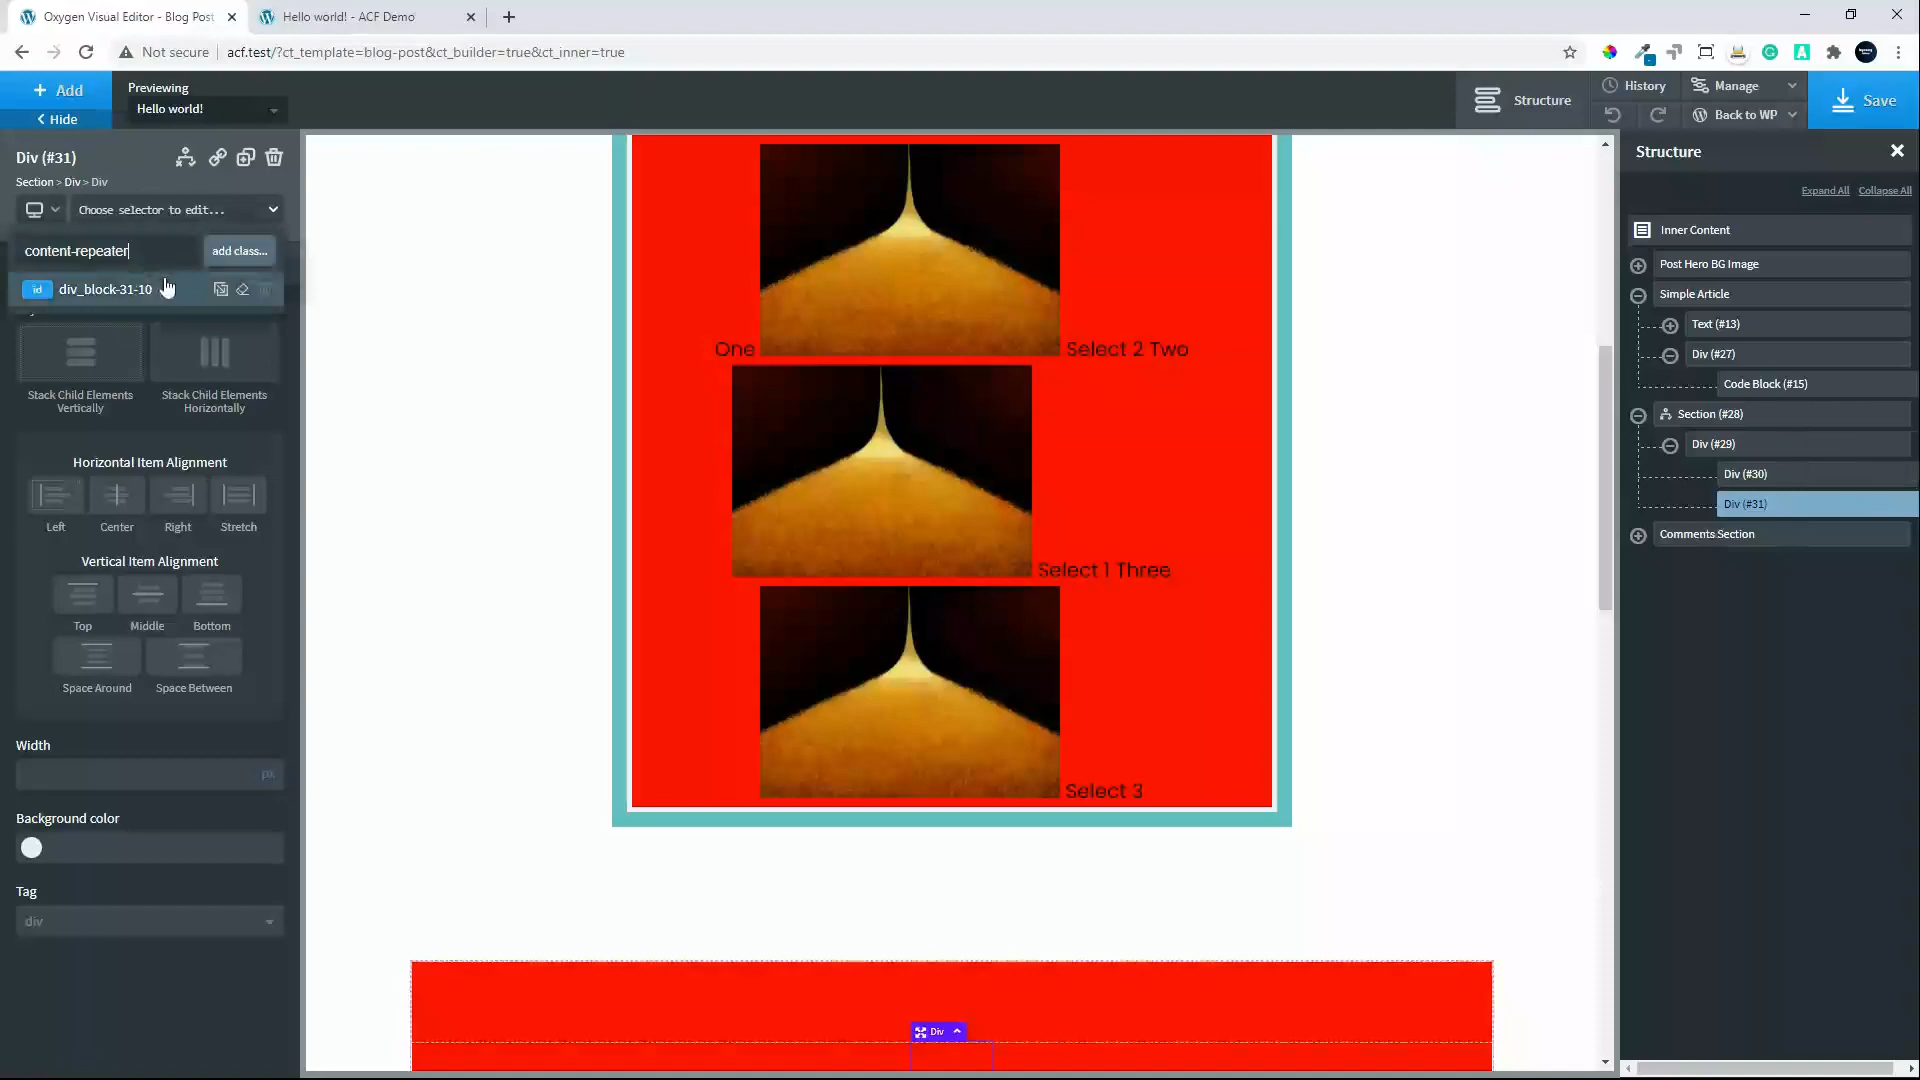 Oxygen Visual Editor - Blog Post
Hello world! - ACF Demo
Not secure
acf.test/?ct_template=blog-post&ct_builder=true&ct_inner=true
+ Add
< Hide
Previewing
Hello world!
Structure
History
Manage
Back to WP
Save
Div (#31)
Section > Div > Div
Choose selector to edit...
content-repeater
add class...
id
div_block-31-10
Stack Child Elements
Vertically
Stack Child Elements
Horizontally
Horizontal Item Alignment
Left
Center
Right
Stretch
Vertical Item Alignment
Top
Middle
Bottom
Space Around
Space Between
Width
px
Background color
Tag
div
One
Select 2 Two
Select 1 Three
Select 3
Div
Structure
Expand All
Collapse All
Inner Content
Post Hero BG Image
Simple Article
Text (#13)
Div (#27)
Code Block (#15)
Section (#28)
Div (#29)
Div (#30)
Div (#31)
Comments Section